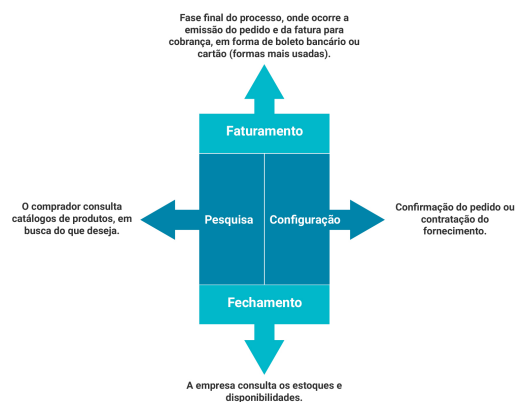 Fase final do processo, onde ocorre a
emissão do pedido e da fatura para
cobrança, em forma de boleto bancário ou
cartão (formas mais usadas).
Faturamento
O comprador consulta
catálogos de produtos, em
busca do que deseja.
Pesquisa
Configuração
Confirmação do pedido ou
contratação do
fornecimento.
Fechamento
A empresa consulta os estoques e
disponibilidades.